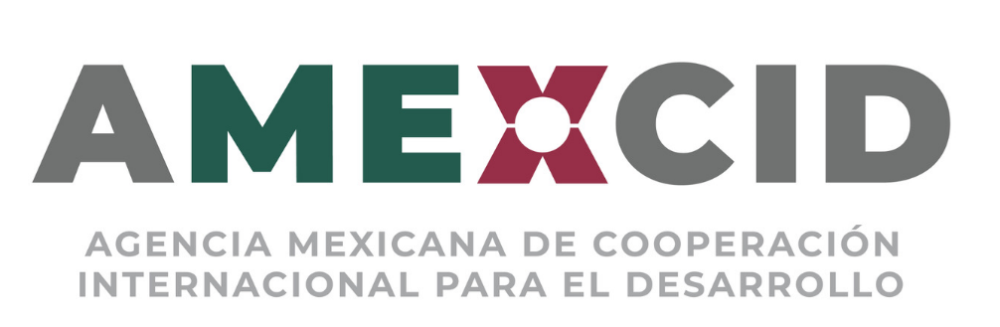 AMEXCID
AGENCIA MEXICANA DE COOPERACIÓN
INTERNACIONAL PARA EL DESARROLLO